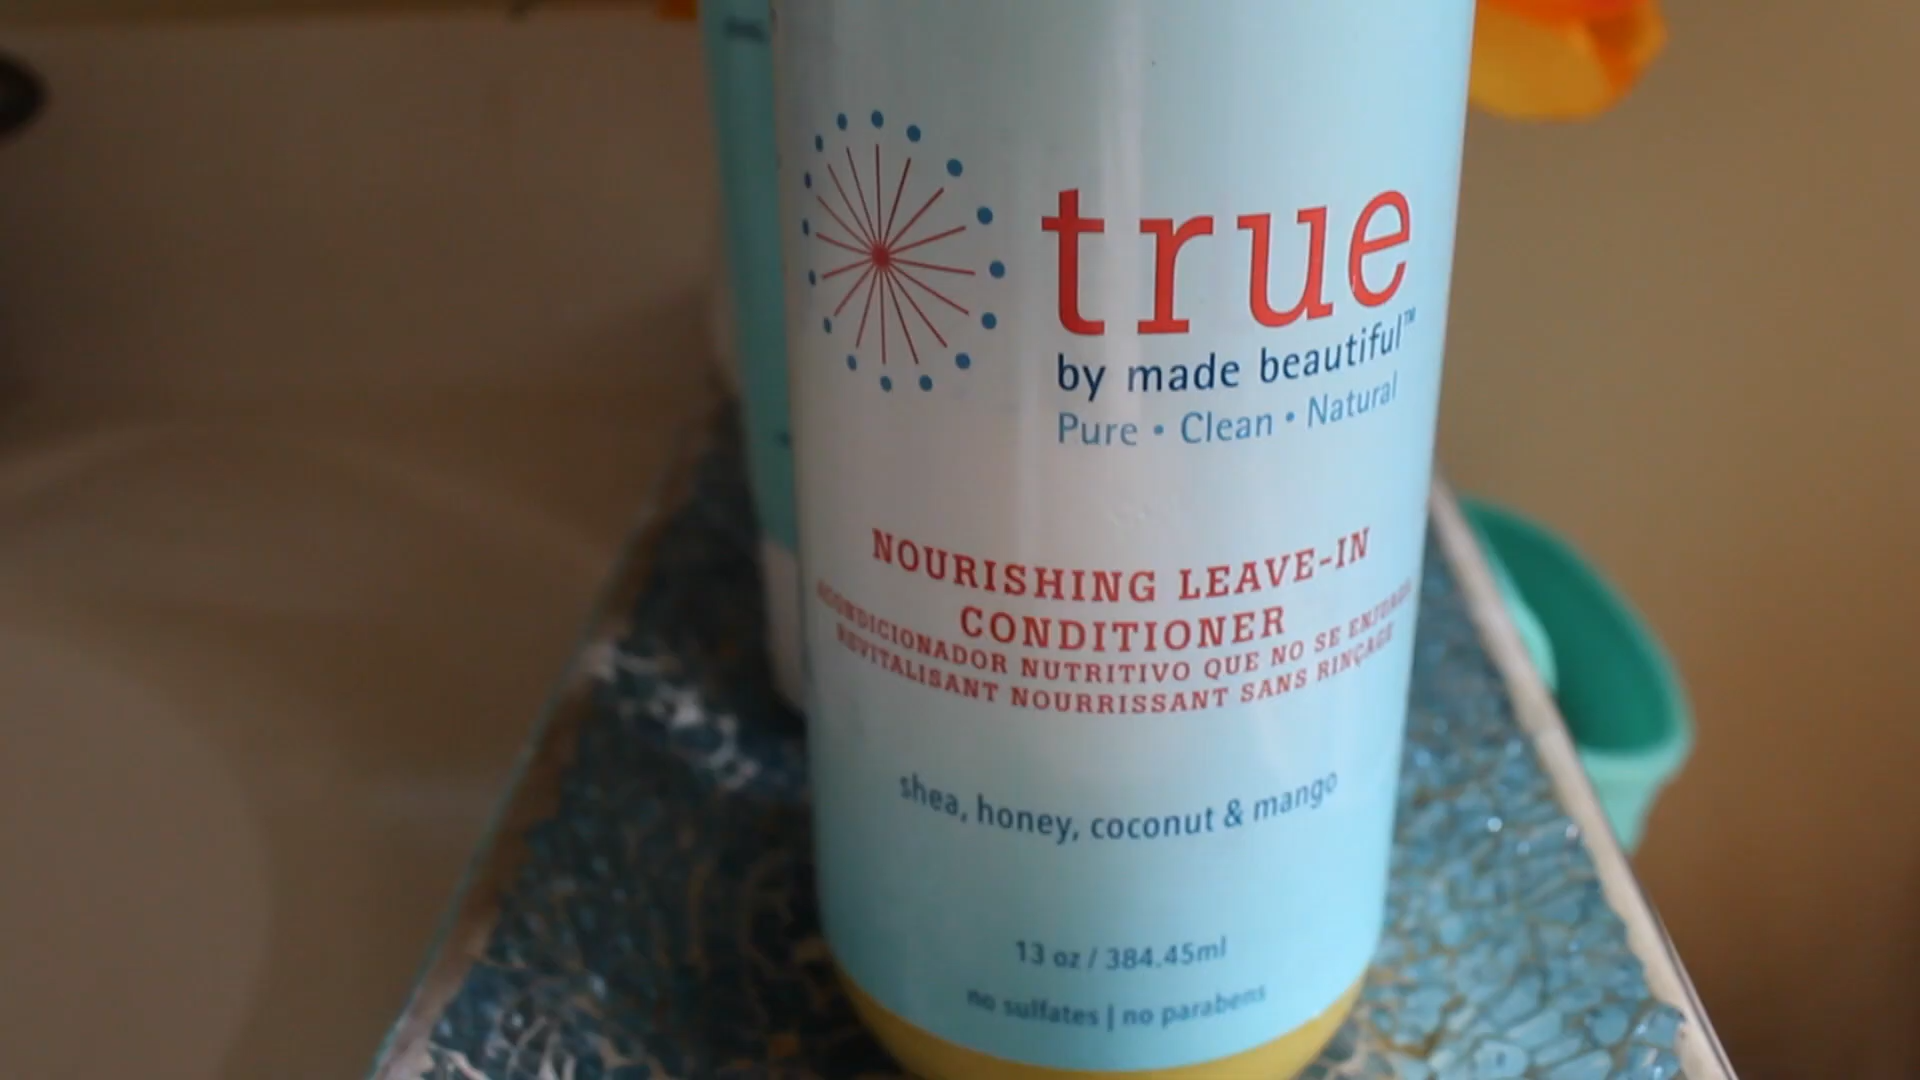 true
by made beautiful™
Pure • Clean • Natural
NOURISHING LEAVE-IN
CONDITIONER
ACONDICIONADOR NUTRITIVO QUE NO SE ENJUAGA
REVITALISANT NOURRISSANT SANS RINÇAGE
shea, honey, coconut & mango
13 oz / 384.45ml
no sulfates | no parabens